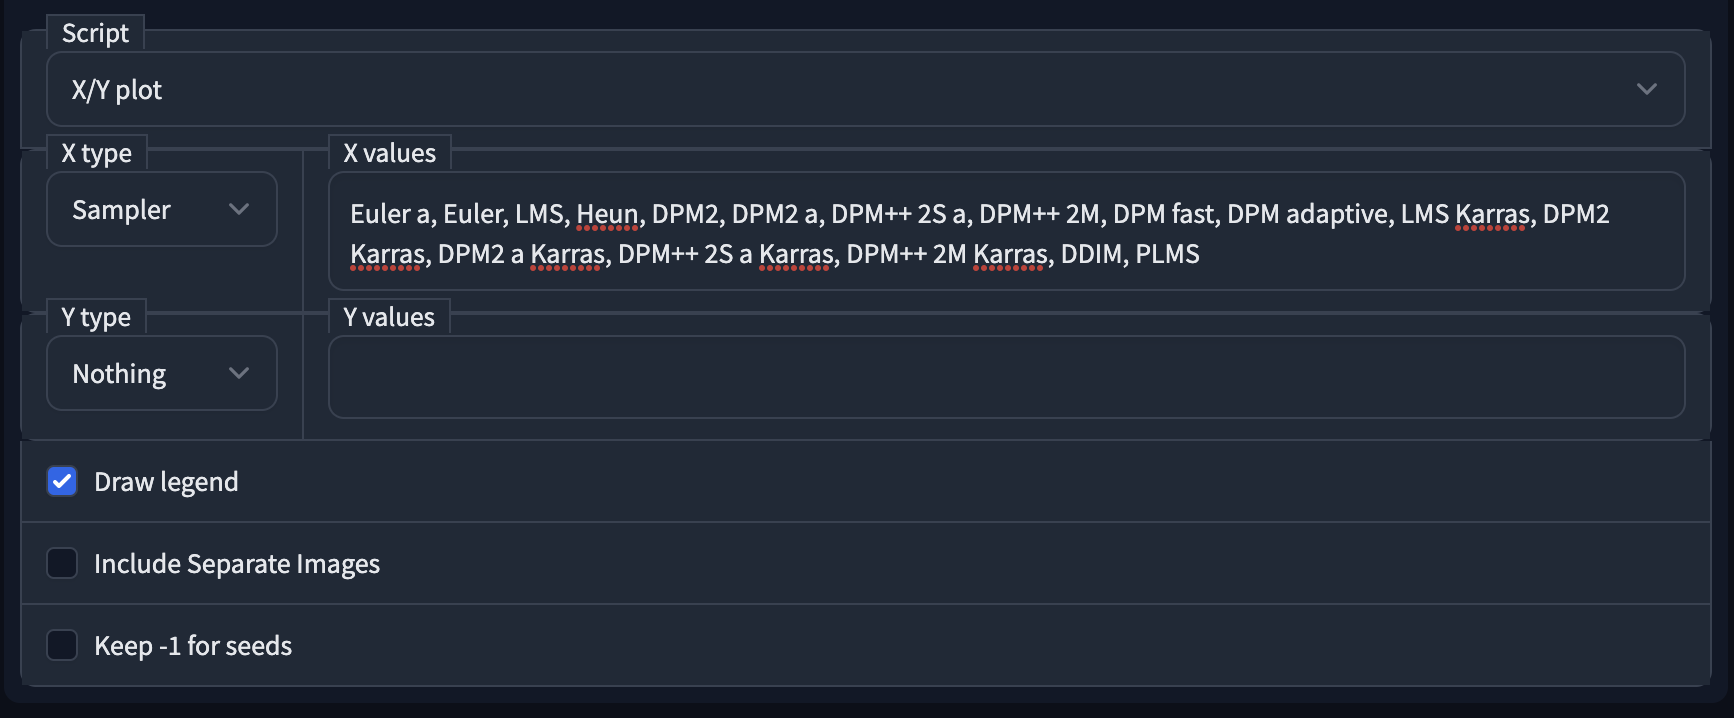 Script
X/Y plot
X type
X values
Sampler
Euler a, Euler, LMS, Heun, DPM2, DPM2 a, DPM++ 2S a, DPM++ 2M, DPM fast, DPM adaptive, LMS Karras, DPM2
Karras, DPM2 a Karras, DPM++ 2S a Karras, DPM++ 2M Karras, DDIM, PLMS
Y type
Y values
Nothing
Draw legend
Include Separate Images
Keep -1 for seeds